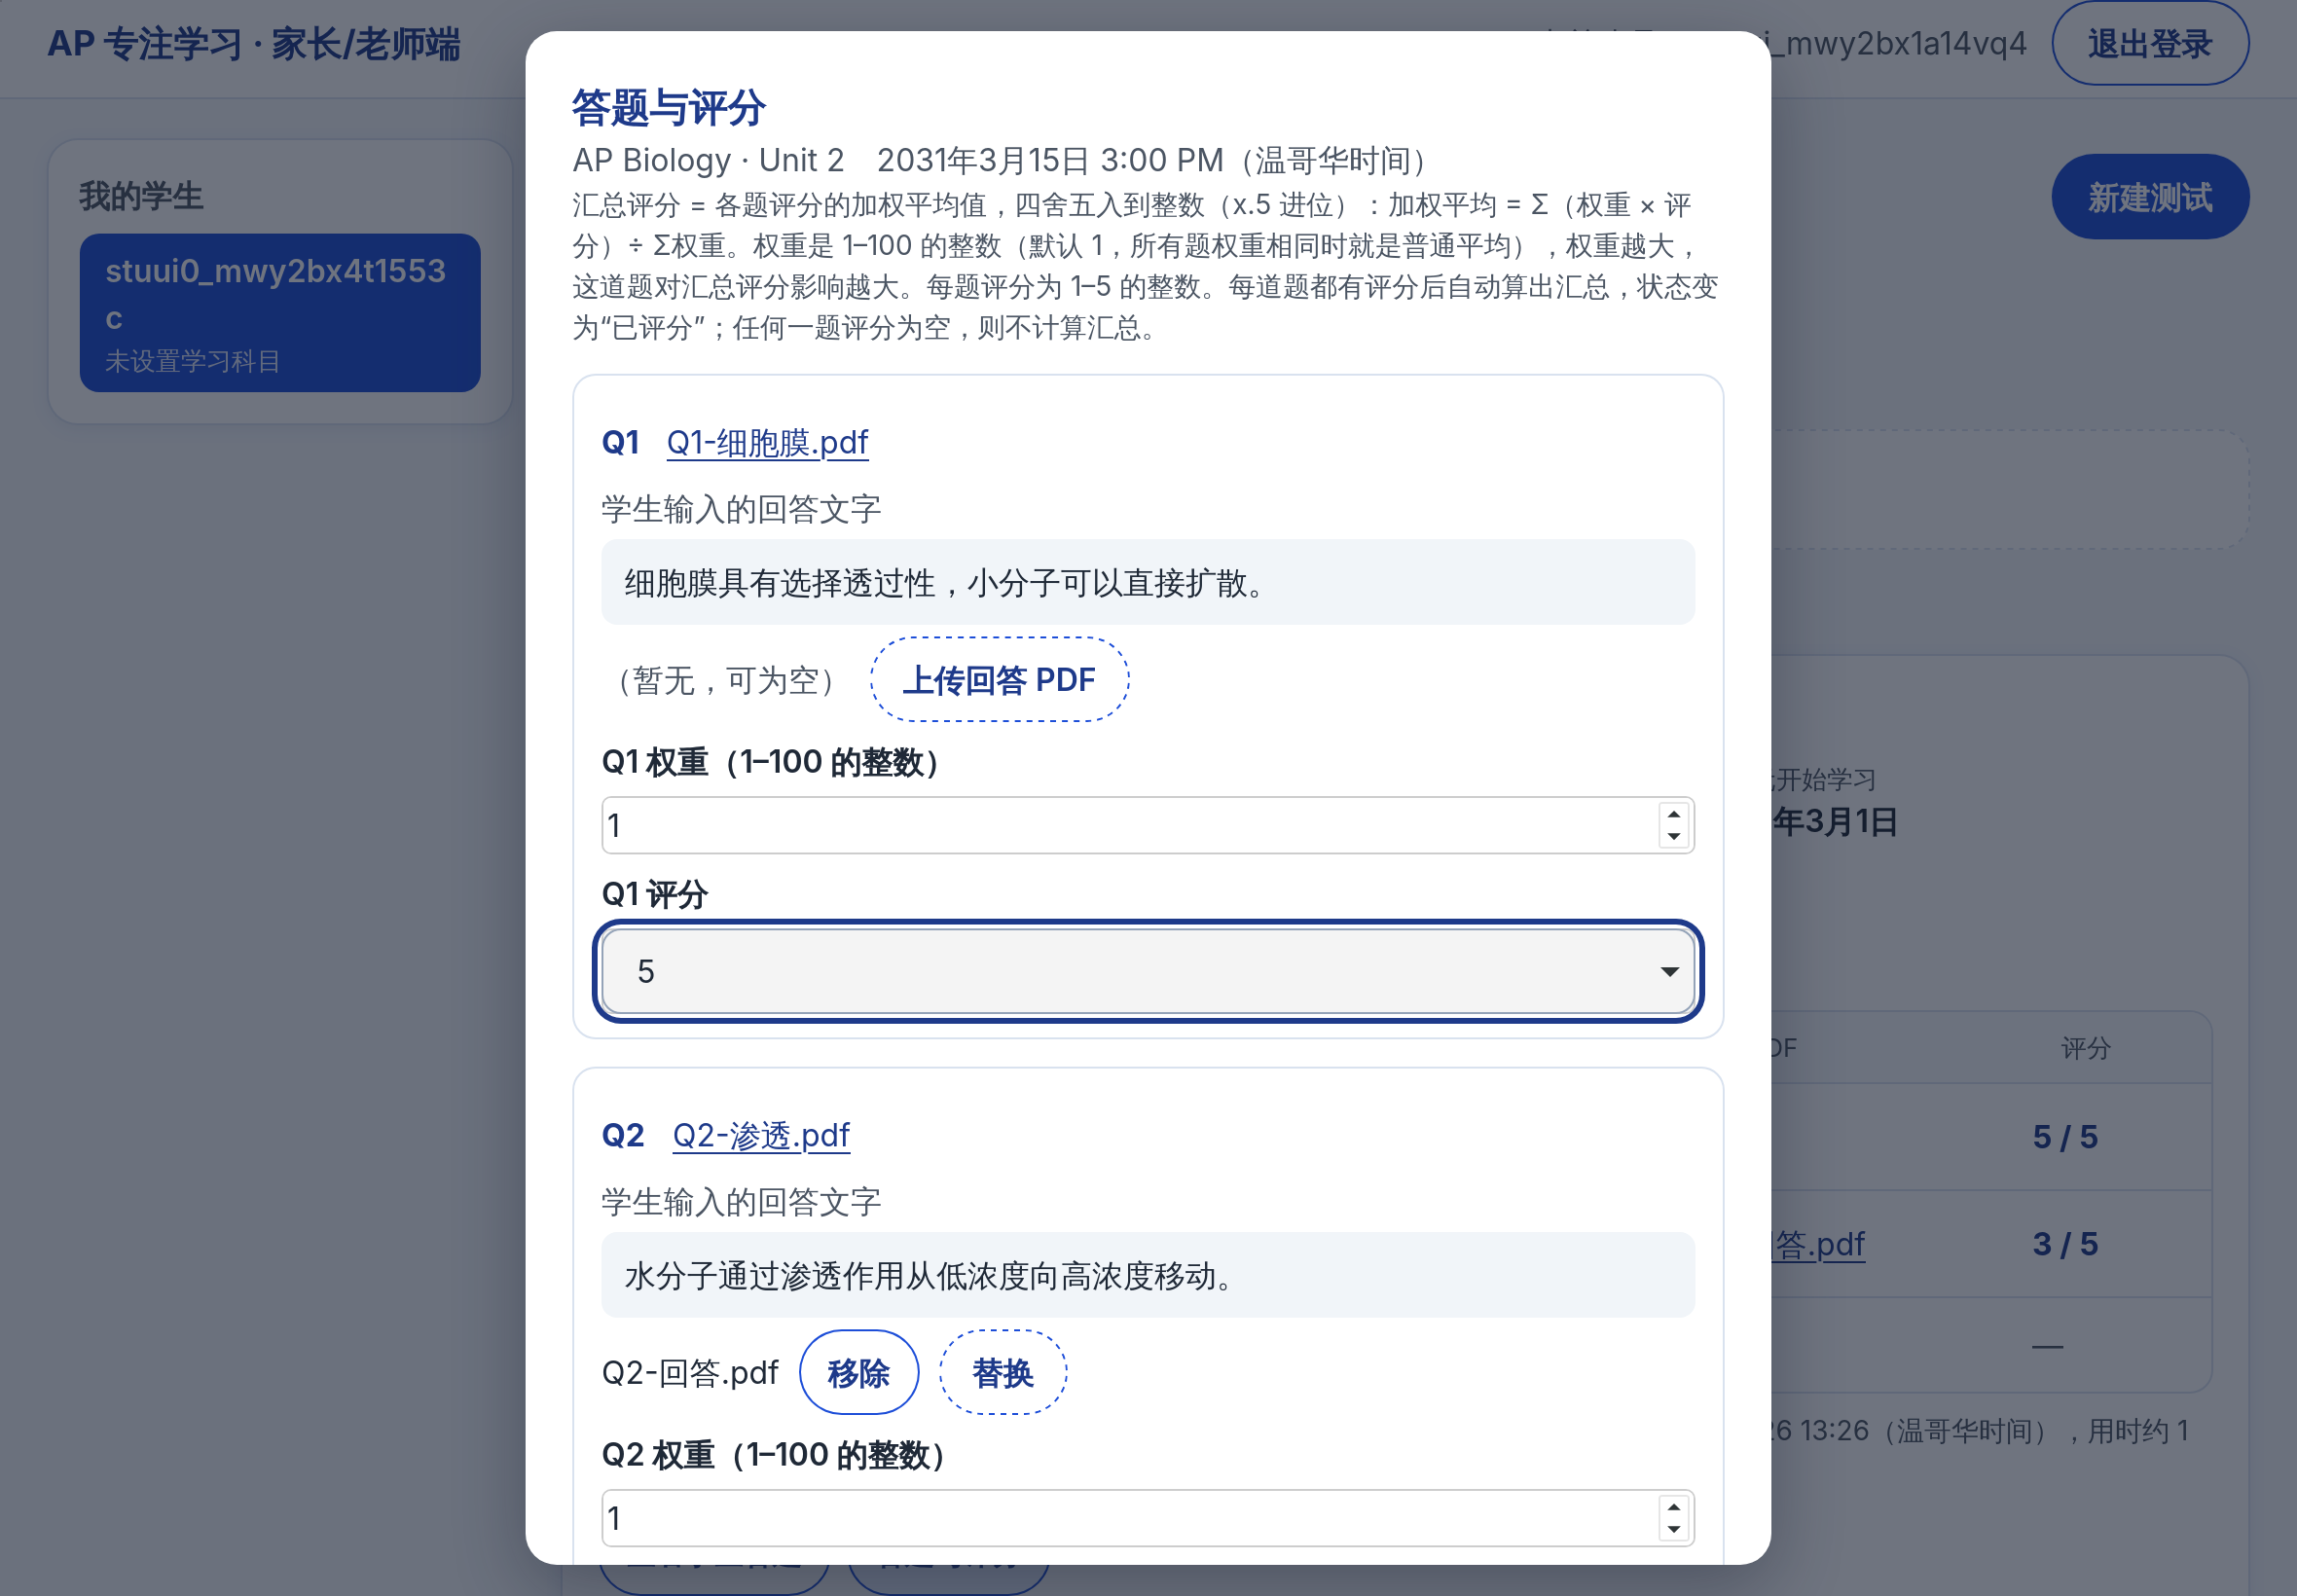 AP 专注学习 · 家长/老师端
i_mwy2bx1a14vq4
退出登录
我的学生
stuui0_mwy2bx4t1553
c
未设置学习科目
新建测试
答题与评分
AP Biology · Unit 2 2031年3月15日 3:00 PM（温哥华时间）
汇总评分 = 各题评分的加权平均值，四舍五入到整数（x.5 进位）：加权平均 = Σ（权重 × 评
分）÷ Σ权重。权重是 1–100 的整数（默认 1，所有题权重相同时就是普通平均），权重越大，
这道题对汇总评分影响越大。每题评分为 1–5 的整数。每道题都有评分后自动算出汇总，状态变
为“已评分”；任何一题评分为空，则不计算汇总。
Q1 Q1-细胞膜.pdf
学生输入的回答文字
细胞膜具有选择透过性，小分子可以直接扩散。
（暂无，可为空） 上传回答 PDF
Q1 权重（1–100 的整数）
1
Q1 评分
5
Q2 Q2-渗透.pdf
学生输入的回答文字
水分子通过渗透作用从低浓度向高浓度移动。
Q2-回答.pdf 移除 替换
Q2 权重（1–100 的整数）
1
开始学习
年3月1日
DF 评分
5 / 5
答.pdf 3 / 5
—
26 13:26（温哥华时间），用时约 1